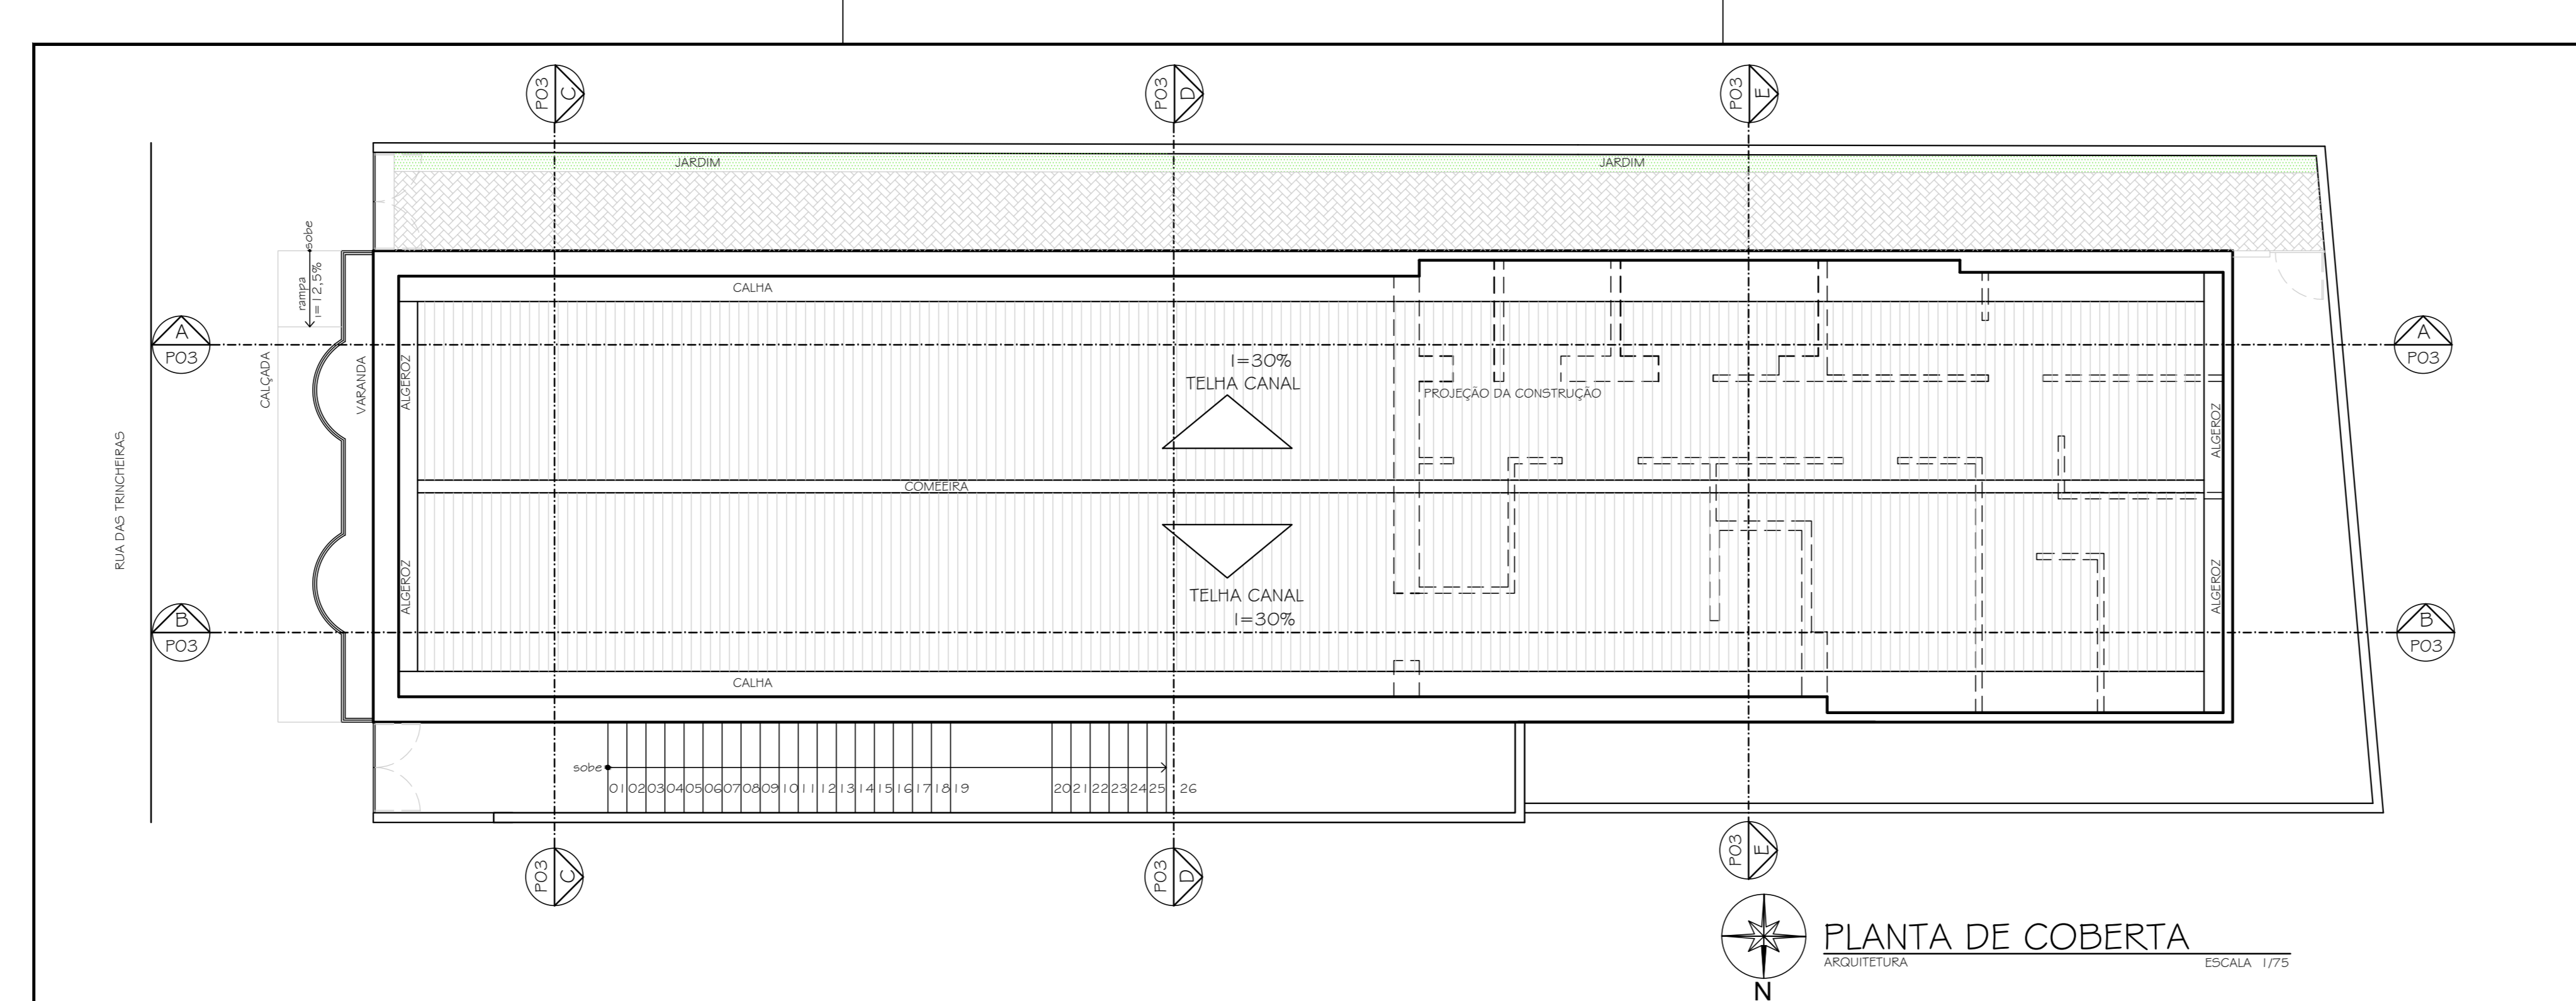 P03
C
P03
D
P03
E
JARDIM
JARDIM
sobe
rampa
i=12,5%
CALHA
A
P03
A
P03
CALÇADA
VARANDA
ALGEROZ
I=30%
TELHA CANAL
PROJEÇÃO DA CONSTRUÇÃO
ALGEROZ
RUA DAS TRINCHEIRAS
COMEEIRA
ALGEROZ
TELHA CANAL
I=30%
ALGEROZ
B
P03
B
P03
CALHA
sobe
01 02 03 04 05 06 07 08 09 10 11 12 13 14 15 16 17 18 19 20 21 22 23 24 25 26
P03
C
P03
D
P03
E
PLANTA DE COBERTA
ARQUITETURA
ESCALA 1/75
N